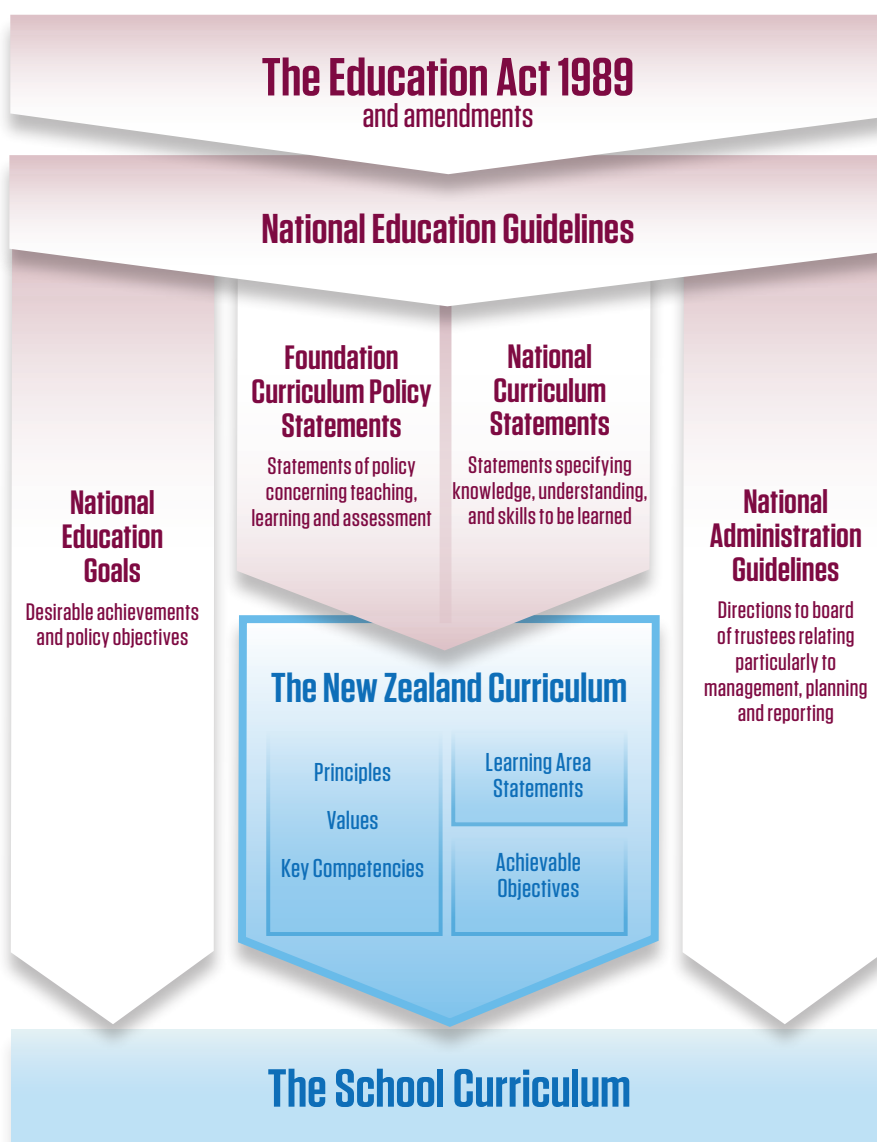 The Education Act 1989
and amendments
National Education Guidelines
National
Education
Goals
Desirable achievements
and policy objectives
Foundation
Curriculum Policy
Statements
Statements of policy
concerning teaching,
learning and assessment
National
Curriculum
Statements
Statements specifying
knowledge, understanding,
and skills to be learned
National
Administration
Guidelines
Directions to board
of trustees relating
particularly to
management, planning
and reporting
The New Zealand Curriculum
Principles
Values
Key Competencies
Learning Area
Statements
Achievable
Objectives
The School Curriculum